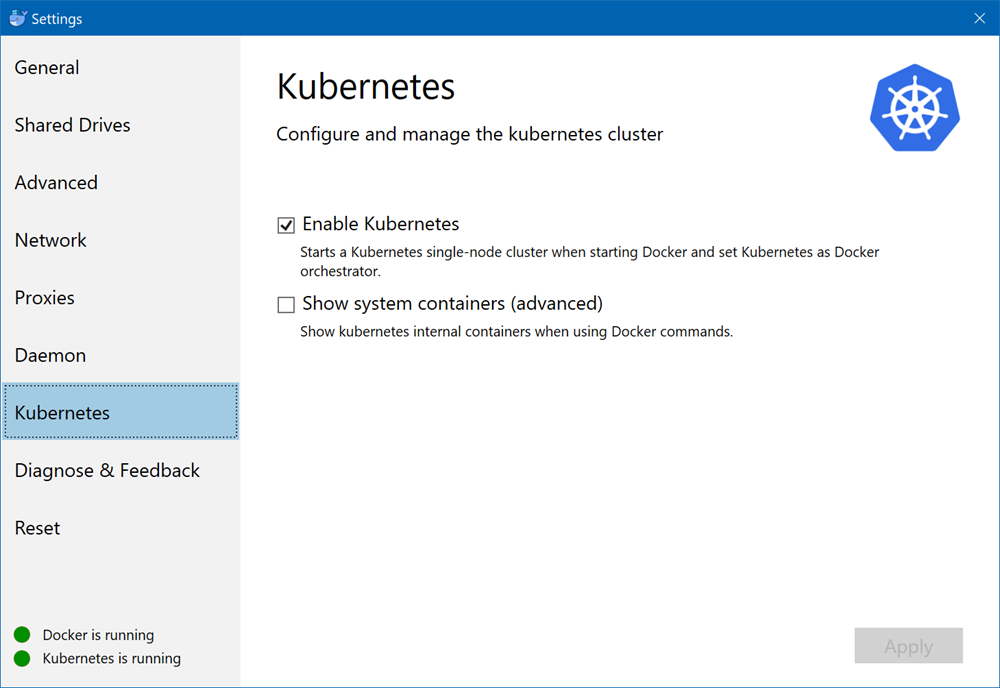 Settings
General
Shared Drives
Advanced
Network
Proxies
Daemon
Kubernetes
Diagnose & Feedback
Reset
Docker is running
Kubernetes is running
Kubernetes
Configure and manage the kubernetes cluster
Enable Kubernetes
Starts a Kubernetes single-node cluster when starting Docker and set Kubernetes as Docker
orchestrator.
Show system containers (advanced)
Show kubernetes internal containers when using Docker commands.
Apply